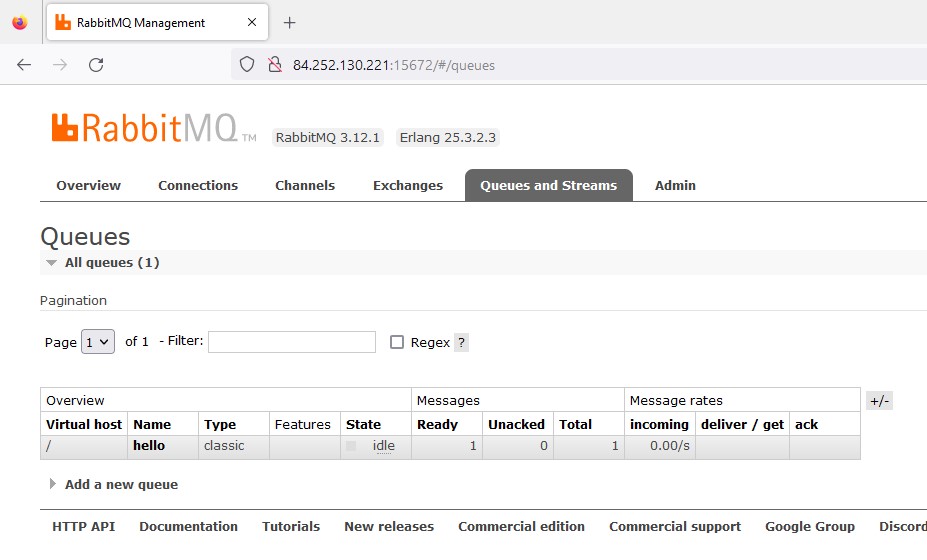 RabbitMQ Management
84.252.130.221:15672/#/queues
RabbitMQ TM RabbitMQ 3.12.1 Erlang 25.3.2.3
Overview Connections Channels Exchanges Queues and Streams Admin
Queues
All queues (1)
Pagination
Page 1 of 1 - Filter: Regex ?
Overview Messages Message rates +/-
Virtual host Name Type Features State Ready Unacked Total incoming deliver / get ack
/ hello classic idle 1 0 1 0.00/s
Add a new queue
HTTP API Documentation Tutorials New releases Commercial edition Commercial support Google Group Discord